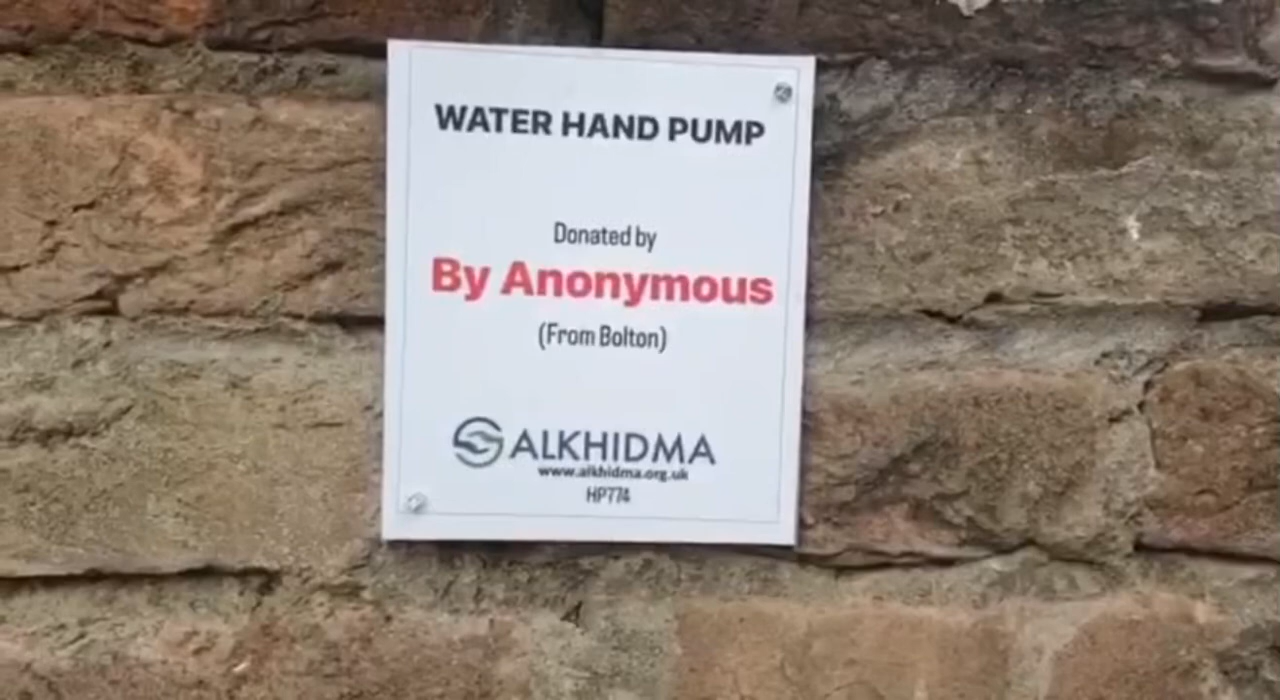 WATER HAND PUMP
Donated by
By Anonymous
(From Bolton)
ALKHIDMA
www.alkhidma.org.uk
HP774